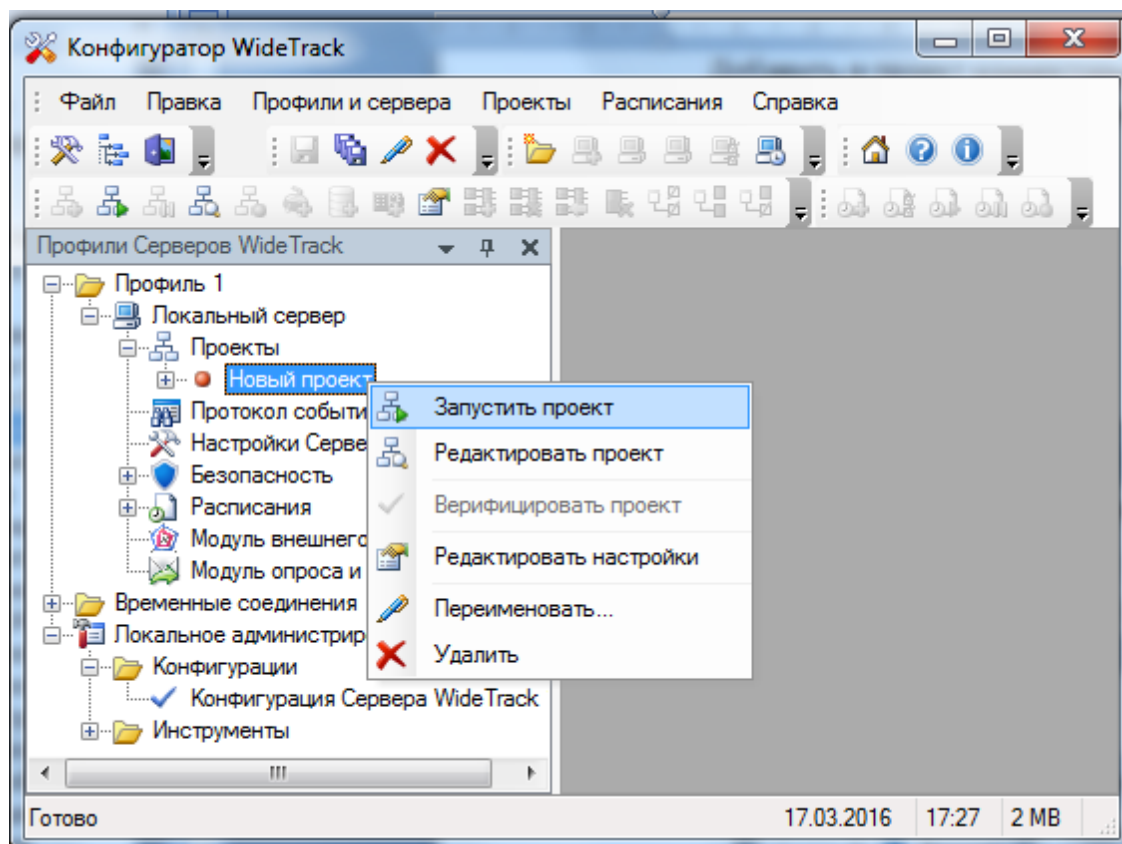 Конфигуратор WideTrack
Файл Правка Профили и сервера Проекты Расписания Справка
Профили Серверов WideTrack
Профиль 1
Локальный сервер
Проекты
Новый проект
Запустить проект
Протокол событи
Настройки Серве
Редактировать проект
Безопасность
Верифицировать проект
Расписания
Модуль внешнего
Редактировать настройки
Модуль опроса и
Временные соединения
Переименовать...
Локальное администрир
Удалить
Конфигурации
Конфигурация Сервера WideTrack
Инструменты
Готово 17.03.2016 17:27 2 MB